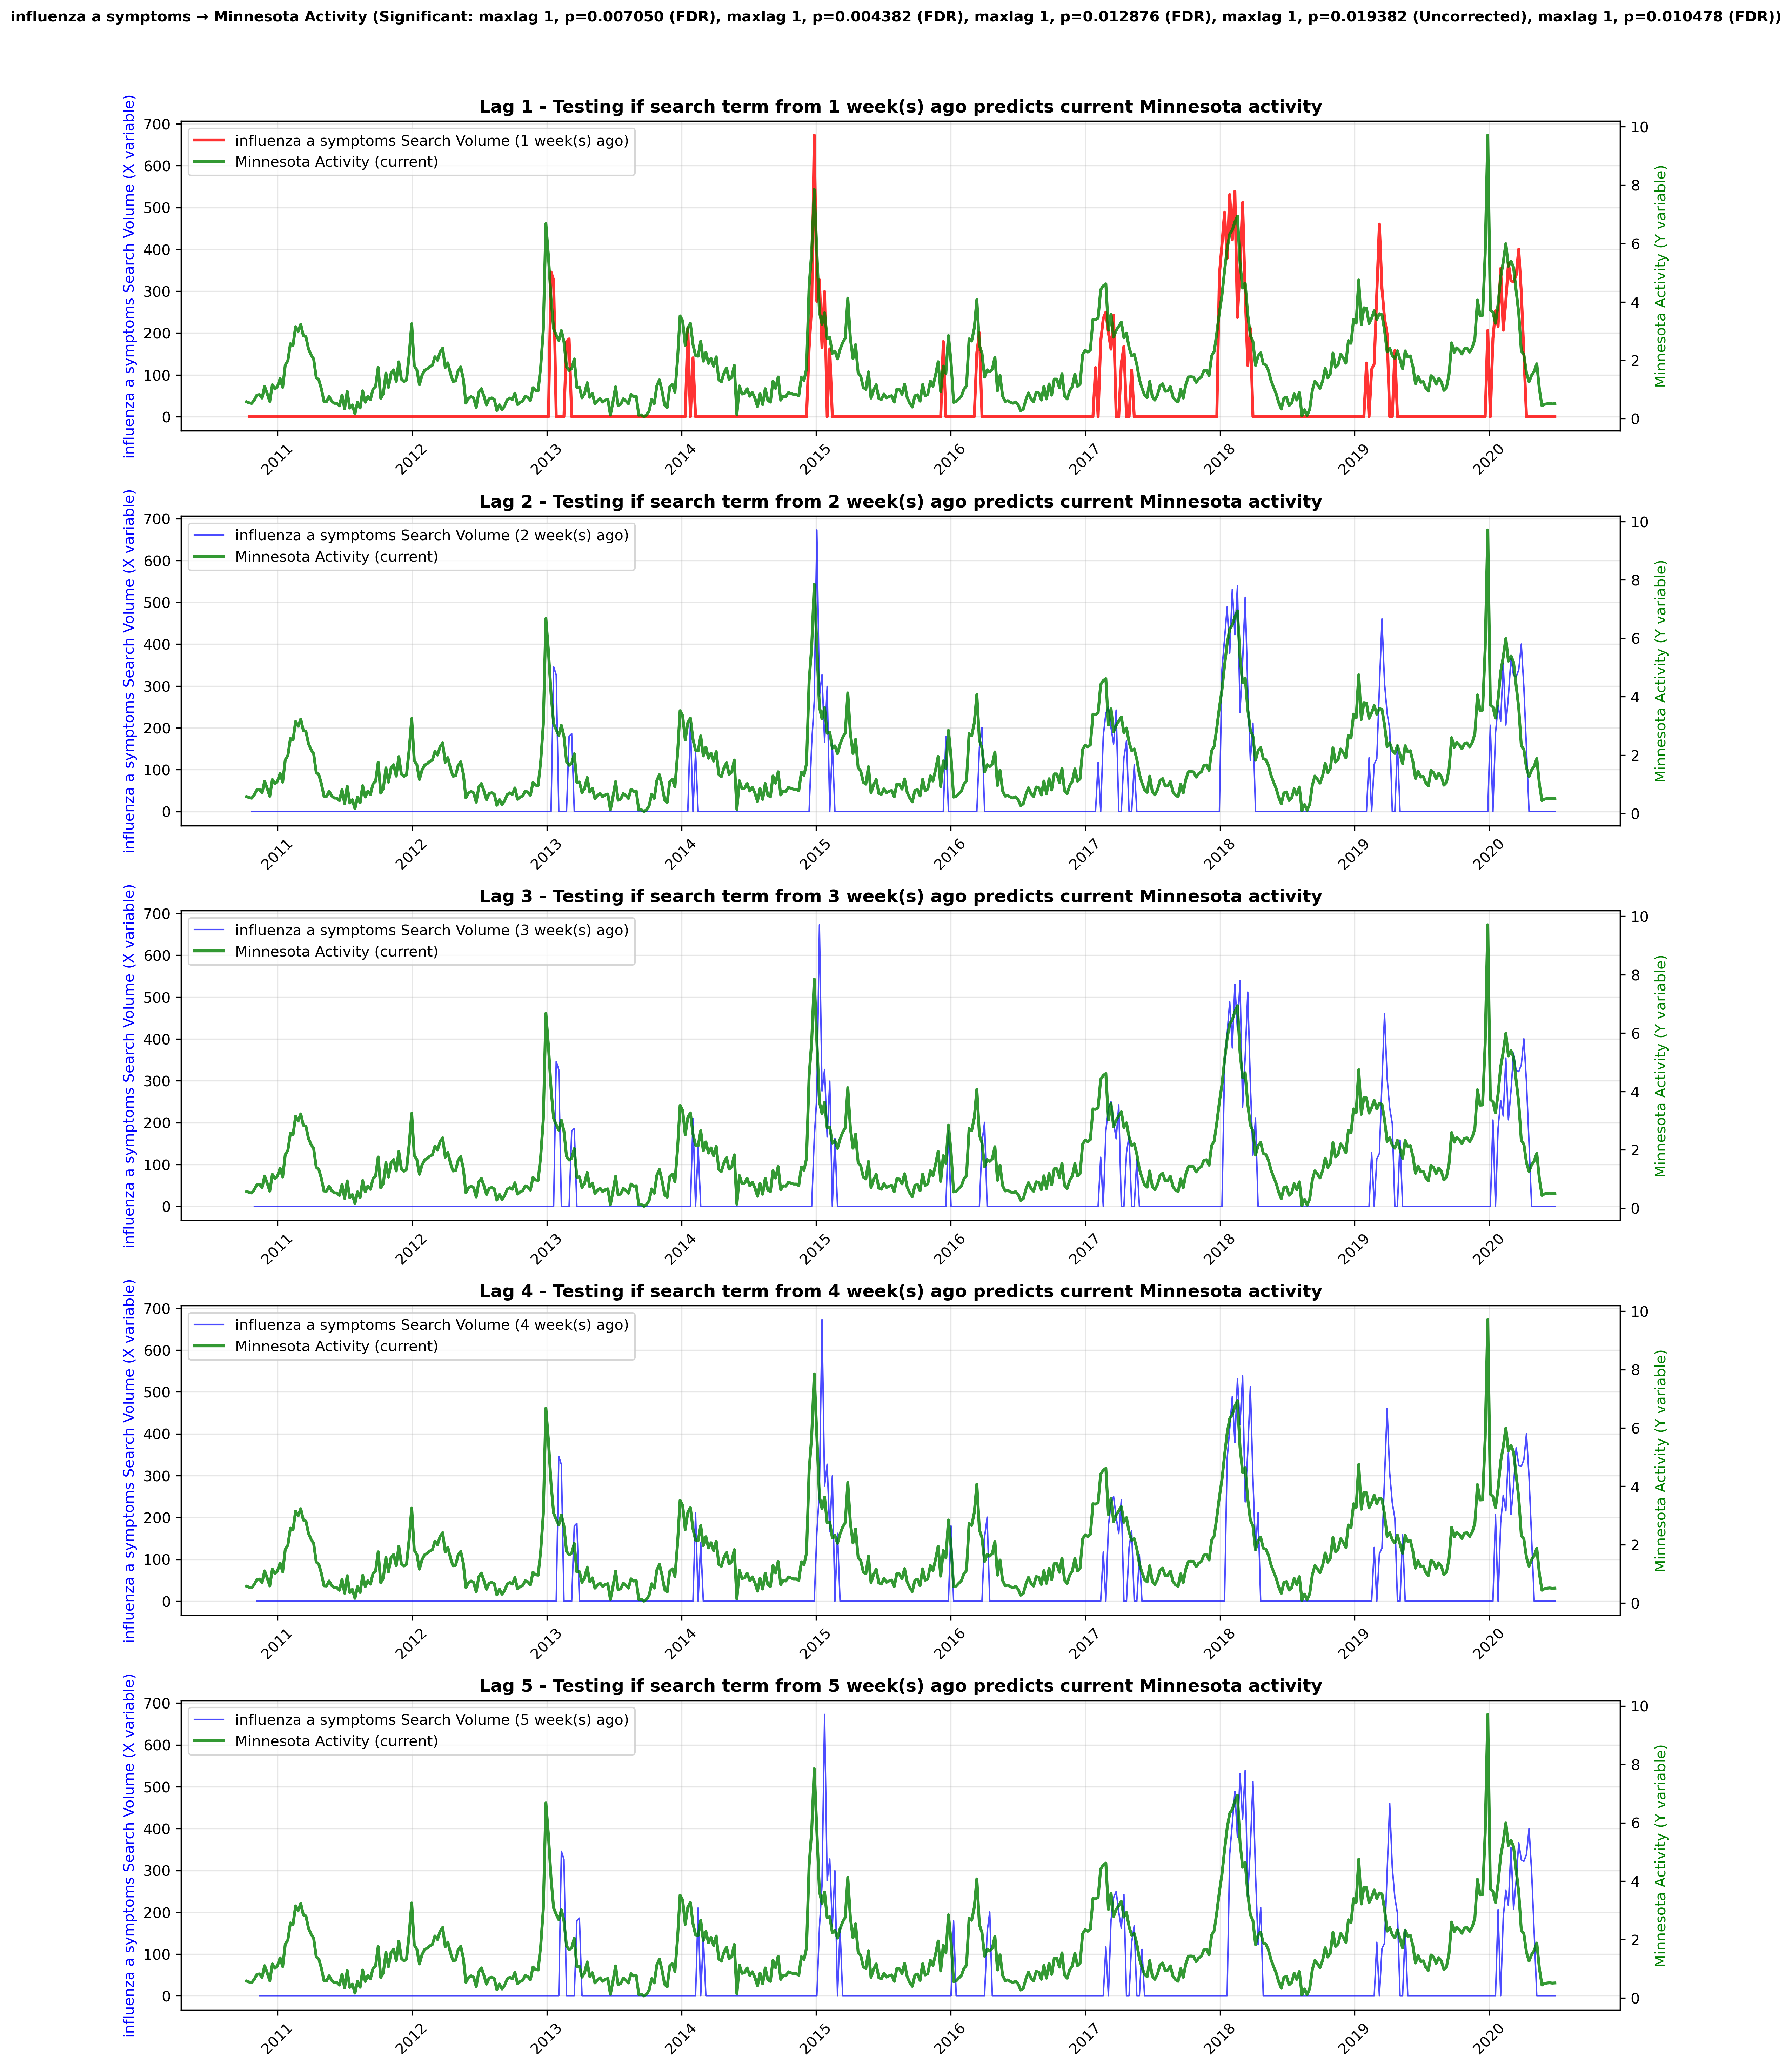 influenza a symptoms → Minnesota Activity (Significant: maxlag 1, p=0.007050 (FDR), maxlag 1, p=0.004382 (FDR), maxlag 1, p=0.012876 (FDR), maxlag 1, p=0.019382 (Uncorrected), maxlag 1, p=0.010478 (FDR))
Lag 1 - Testing if search term from 1 week(s) ago predicts current Minnesota activity
influenza a symptoms Search Volume (X variable)
700
600
500
400
300
200
100
0
influenza a symptoms Search Volume (1 week(s) ago)
Minnesota Activity (current)
10
8
6
4
2
0
Minnesota Activity (Y variable)
2011 2012 2013 2014 2015 2016 2017 2018 2019 2020
Lag 2 - Testing if search term from 2 week(s) ago predicts current Minnesota activity
influenza a symptoms Search Volume (X variable)
700
600
500
400
300
200
100
0
influenza a symptoms Search Volume (2 week(s) ago)
Minnesota Activity (current)
10
8
6
4
2
0
Minnesota Activity (Y variable)
2011 2012 2013 2014 2015 2016 2017 2018 2019 2020
Lag 3 - Testing if search term from 3 week(s) ago predicts current Minnesota activity
influenza a symptoms Search Volume (X variable)
700
600
500
400
300
200
100
0
influenza a symptoms Search Volume (3 week(s) ago)
Minnesota Activity (current)
10
8
6
4
2
0
Minnesota Activity (Y variable)
2011 2012 2013 2014 2015 2016 2017 2018 2019 2020
Lag 4 - Testing if search term from 4 week(s) ago predicts current Minnesota activity
influenza a symptoms Search Volume (X variable)
700
600
500
400
300
200
100
0
influenza a symptoms Search Volume (4 week(s) ago)
Minnesota Activity (current)
10
8
6
4
2
0
Minnesota Activity (Y variable)
2011 2012 2013 2014 2015 2016 2017 2018 2019 2020
Lag 5 - Testing if search term from 5 week(s) ago predicts current Minnesota activity
influenza a symptoms Search Volume (X variable)
700
600
500
400
300
200
100
0
influenza a symptoms Search Volume (5 week(s) ago)
Minnesota Activity (current)
10
8
6
4
2
0
Minnesota Activity (Y variable)
2011 2012 2013 2014 2015 2016 2017 2018 2019 2020